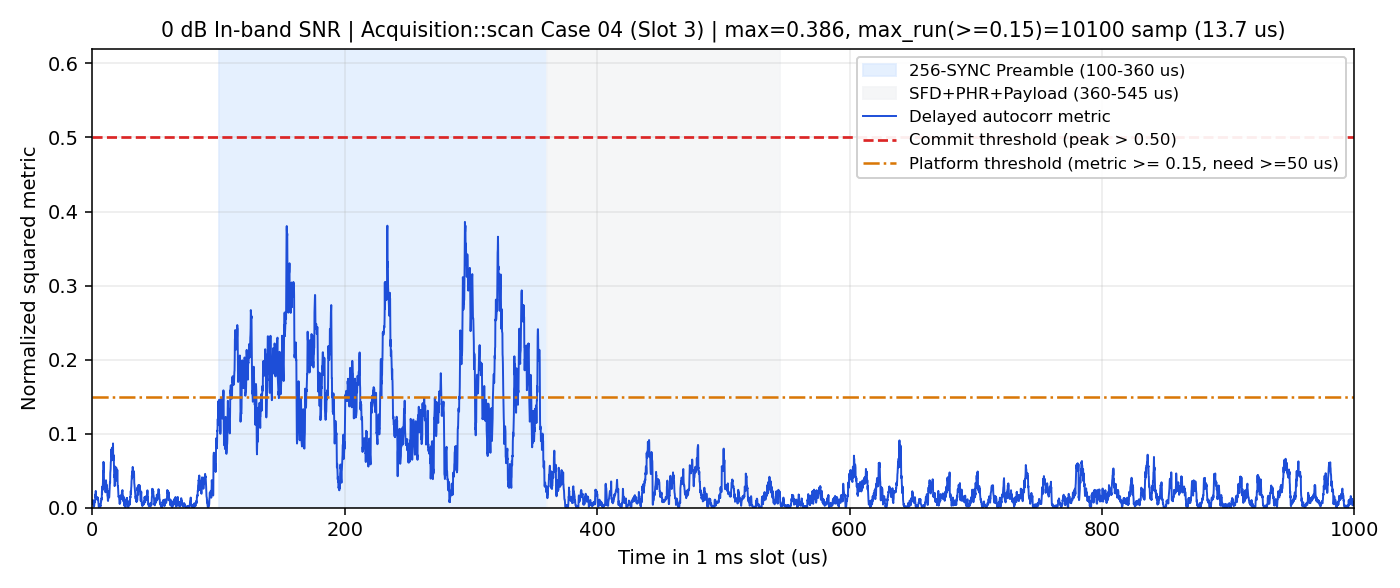 0 dB In-band SNR | Acquisition::scan Case 04 (Slot 3) | max=0.386, max_run(>=0.15)=10100 samp (13.7 us)
256-SYNC Preamble (100-360 us)
SFD+PHR+Payload (360-545 us)
Delayed autocorr metric
Commit threshold (peak > 0.50)
Platform threshold (metric >= 0.15, need >=50 us)
Normalized squared metric
0.6
0.5
0.4
0.3
0.2
0.1
0.0
0 200 400 600 800 1000
Time in 1 ms slot (us)